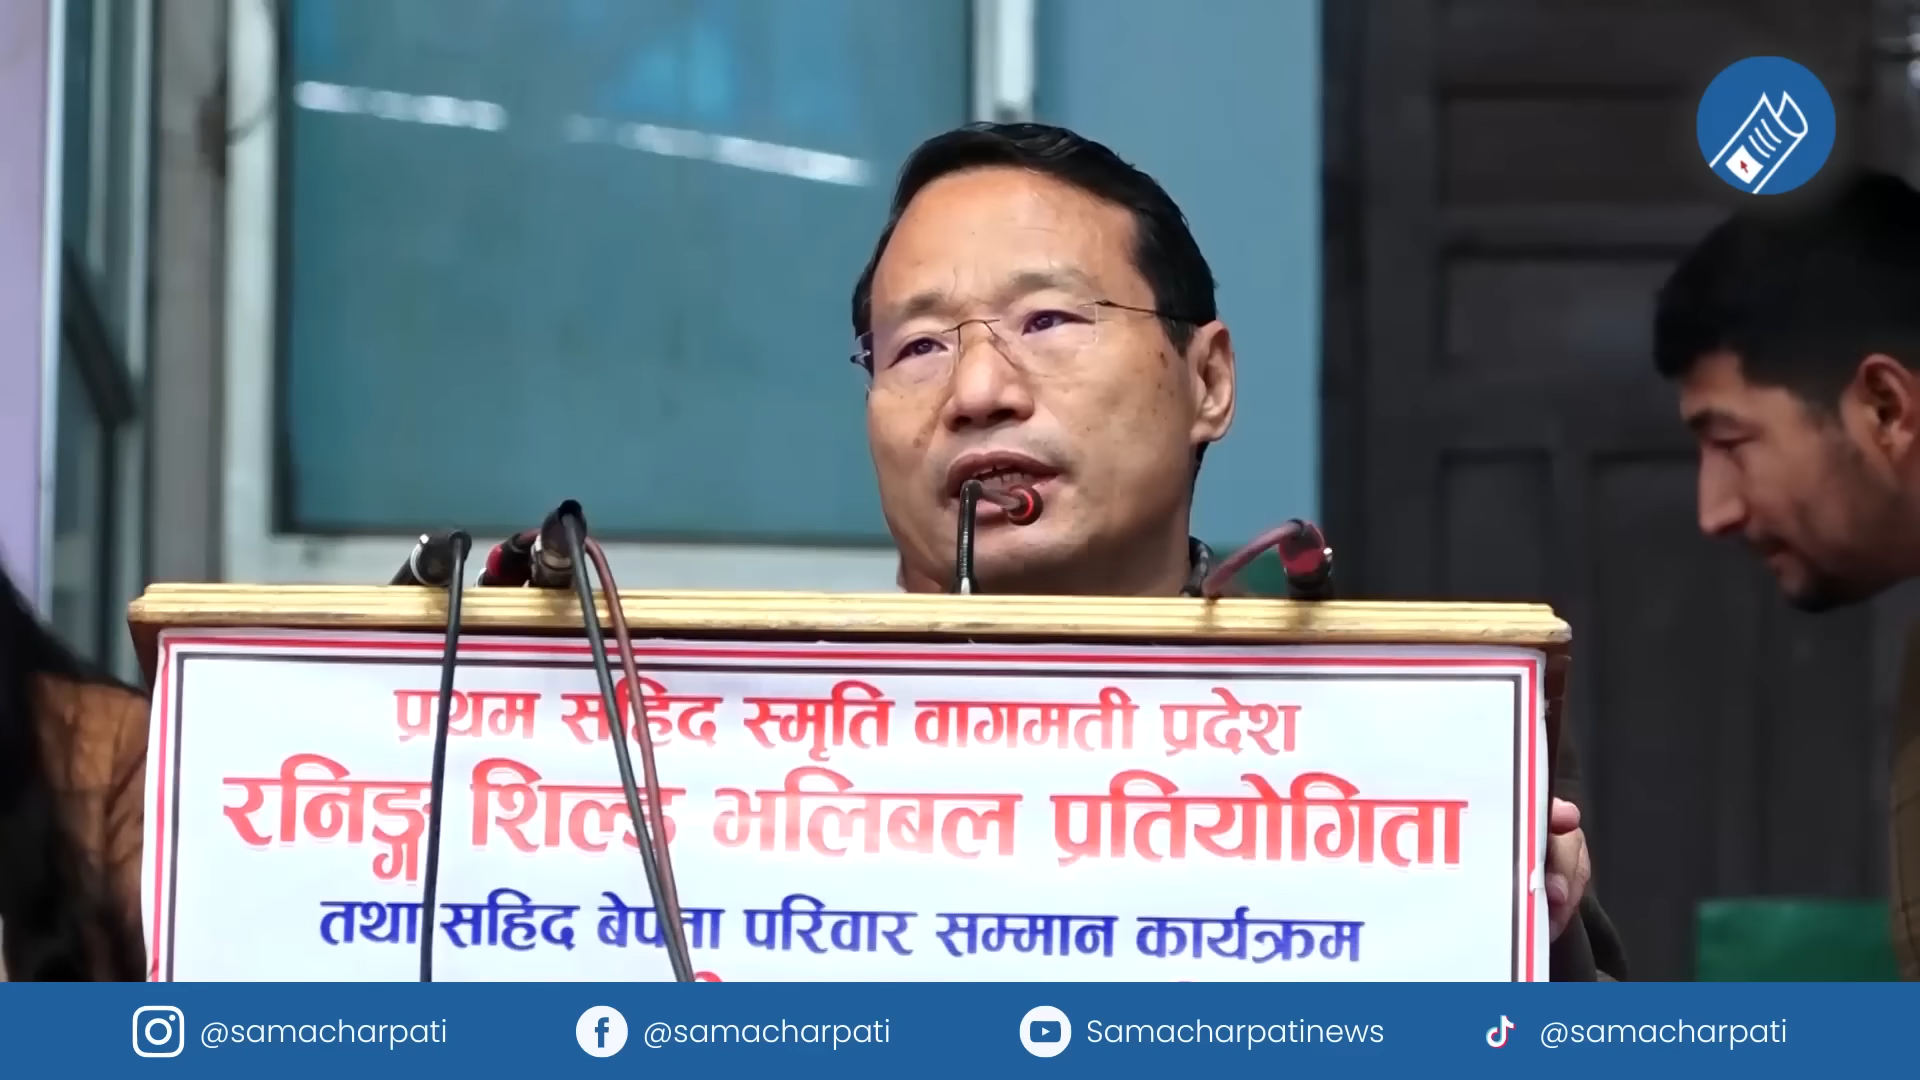 प्रथम सहिद स्मृति वागमती प्रदेश
रनिङ्ग शिल्ड भलिबल प्रतियोगिता
तथा सहिद बेपत्ता परिवार सम्मान कार्यक्रम
@samacharpati @samacharpati Samacharpatinews @samacharpati